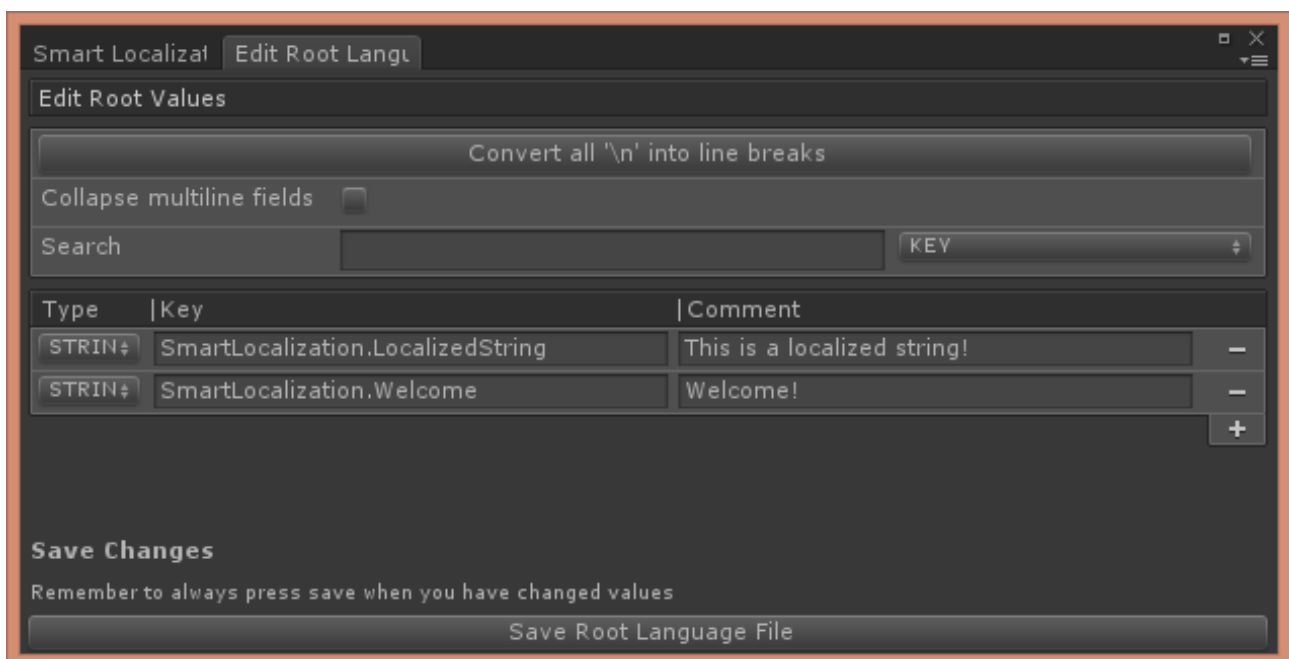 Smart Localizat Edit Root Langu
Edit Root Values
Convert all '\n' into line breaks
Collapse multiline fields
Search KEY
Type |Key |Comment
STRIN SmartLocalization.LocalizedString This is a localized string!
STRIN SmartLocalization.Welcome Welcome!
Save Changes
Remember to always press save when you have changed values
Save Root Language File